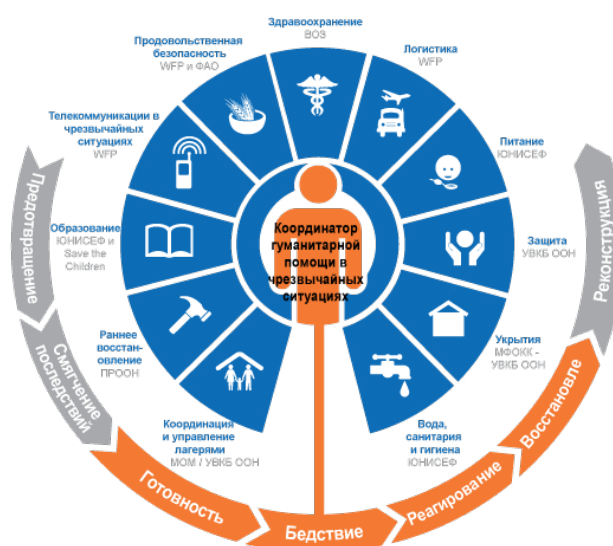 Здравоохранение
ВОЗ
Логистика
WFP
Питание
ЮНИСЕФ
Защита
УВКБ ООН
Укрытия
МФОКК -
УВКБ ООН
Вода,
санитария
и гигиена
ЮНИСЕФ
Координация
и управление
лагерями
МОМ / УВКБ ООН
Раннее
восстан-
овление
ПРООН
Образование
ЮНИСЕФ и
Save the
Children
Телекоммуникации в
чрезвычайных
ситуациях
WFP
Продовольственная
безопасность
WFP и ФАО
Координатор
гуманитарной
помощи в
чрезвычайных
ситуациях
Предотвращение
Смягчение
последствий
Готовность
Бедствие
Реагирование
Восстановле
Реконструкция